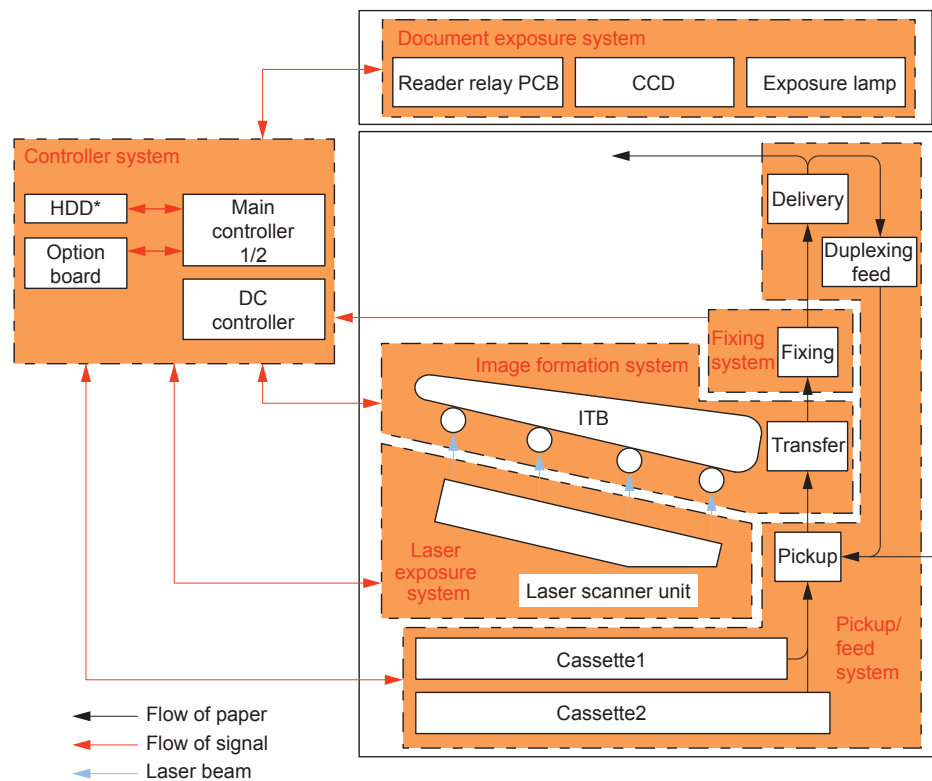 Document exposure system
Reader relay PCB
CCD
Exposure lamp
Controller system
HDD*
Main
controller
1/2
Option
board
DC
controller
Delivery
Duplexing
feed
Fixing
system
Fixing
Image formation system
ITB
Transfer
Laser
exposure
system
Laser scanner unit
Pickup
Pickup/
feed
system
Cassette1
Cassette2
Flow of paper
Flow of signal
Laser beam